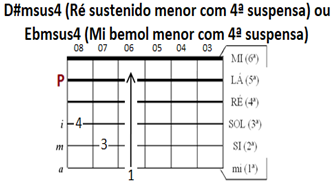 D#msus4 (Ré sustenido menor com 4ª suspensa) ou
Ebmsus4 (Mi bemol menor com 4ª suspensa)
08 07 06 05 04 03
MI (6ª)
P LÁ (5ª)
RÉ (4ª)
i 4 SOL (3ª)
m 3 SI (2ª)
a 1 mi (1ª)